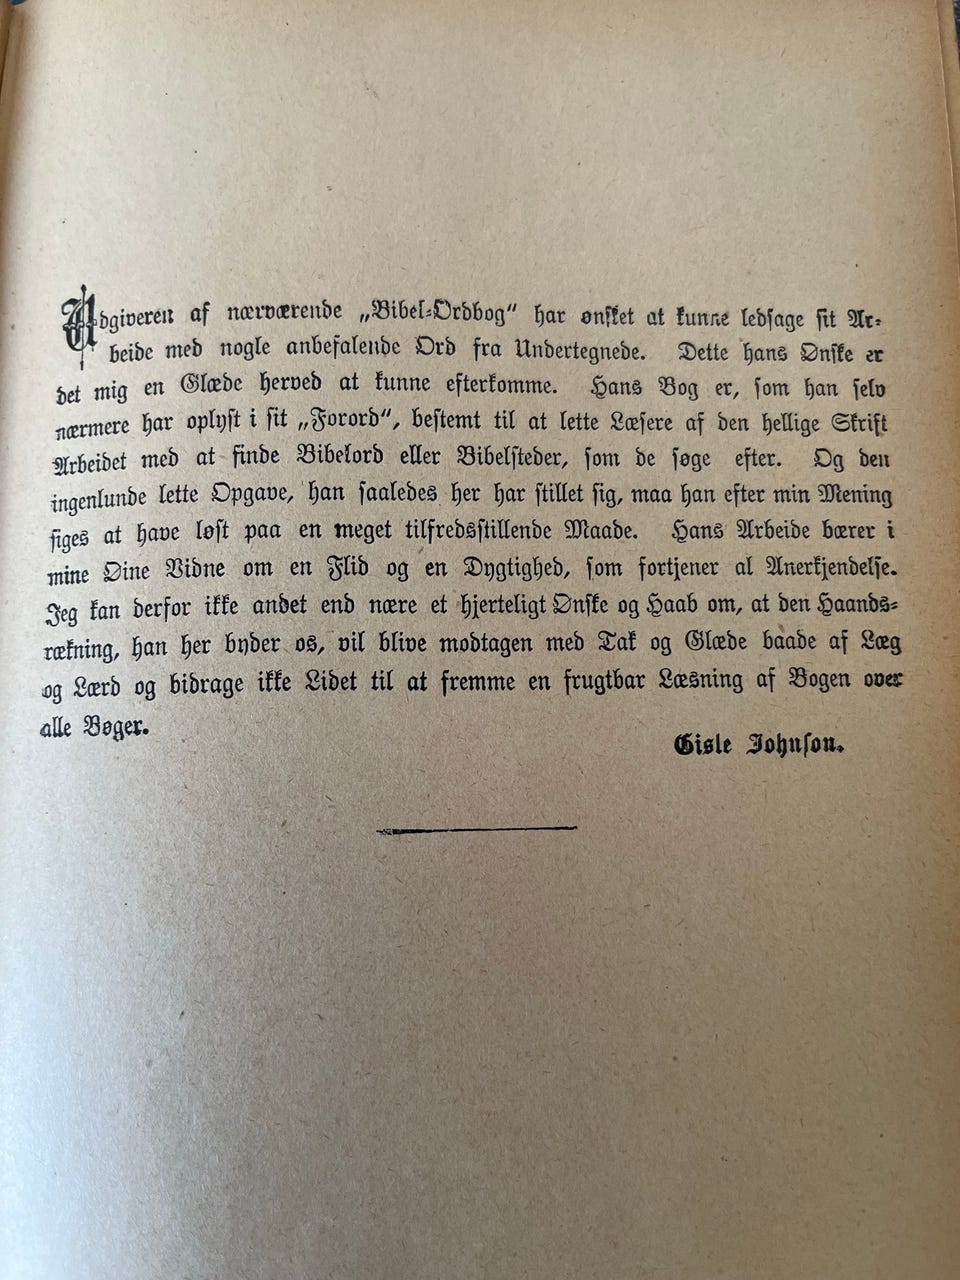 Udgiveren af nærværende „Bibel-Ordbog“ har ønsket at kunne ledsage sit Ar-
beide med nogle anbefalende Ord fra Undertegnede. Dette hans Ønske er
det mig en Glæde herved at kunne efterkomme. Hans Bog er, som han selv
nærmere har oplyst i sit „Forord“, bestemt til at lette Læsere af den hellige Skrift
Arbeidet med at finde Bibelord eller Bibelsteder, som de søge efter. Og den
ingenlunde lette Opgave, han saaledes her har stillet sig, maa han efter min Mening
siges at have løst paa en meget tilfredsstillende Maade. Hans Arbeide bærer i
mine Øine Vidne om en Flid og en Dygtighed, som fortjener al Anerkjendelse.
Jeg kan derfor ikke andet end nære et hjerteligt Ønske og Haab om, at den Haands-
rækning, han her byder os, vil blive modtagen med Tak og Glæde baade af Læg
og Lærd og bidrage ikke Lidet til at fremme en frugtbar Læsning af Bogen over
alle Bøger.
Gisle Johnson.